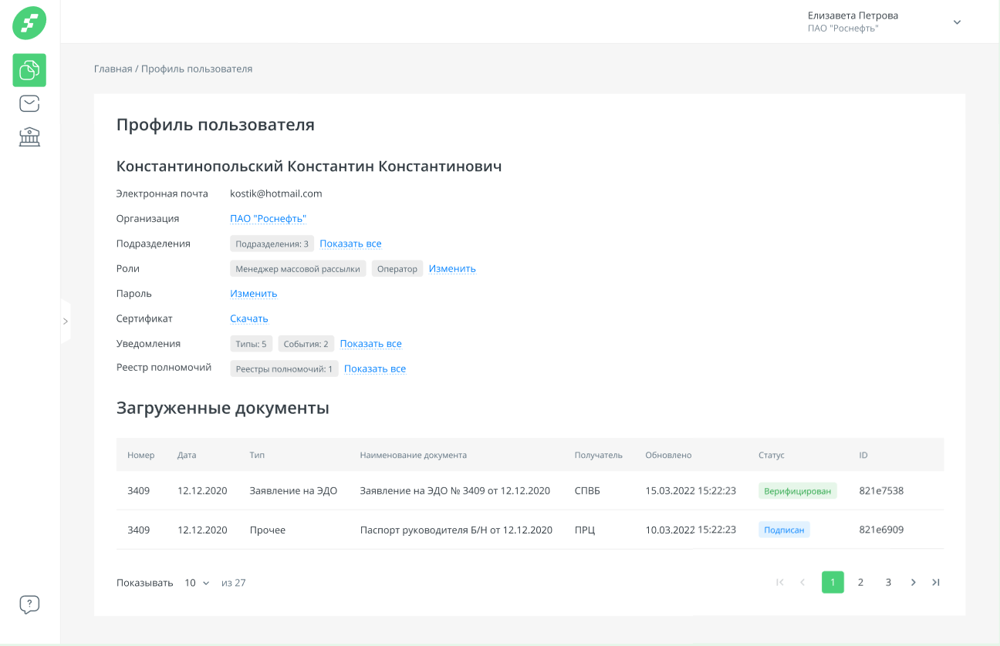 Елизавета Петрова
ПАО "Роснефть"
Главная / Профиль пользователя
Профиль пользователя
Константинопольский Константин Константинович
Электронная почта kostik@hotmail.com
Организация ПАО "Роснефть"
Подразделения Подразделения: 3 Показать все
Роли Менеджер массовой рассылки Оператор Изменить
Пароль Изменить
Сертификат Скачать
Уведомления Типы: 5 События: 2 Показать все
Реестр полномочий Реестры полномочий: 1 Показать все
Загруженные документы
Номер Дата Тип Наименование документа Получатель Обновлено Статус ID
3409 12.12.2020 Заявление на ЭДО Заявление на ЭДО № 3409 от 12.12.2020 СПВБ 15.03.2022 15:22:23 Верифицирован 821e7538
3409 12.12.2020 Прочее Паспорт руководителя Б/Н от 12.12.2020 ПРЦ 10.03.2022 15:22:23 Подписан 821e6909
Показывать 10 из 27 1 2 3
?